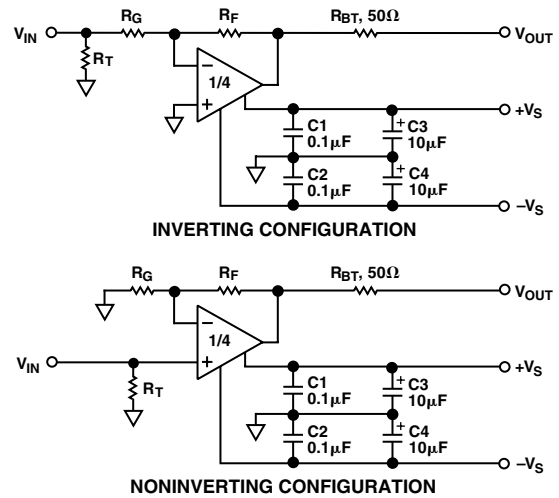 V_IN R_G R_F R_BT, 50Ω V_OUT
R_T
−
1/4
+
+V_S
C1
0.1μF
+ C3
10μF
C2
0.1μF
+ C4
10μF
−V_S
INVERTING CONFIGURATION
R_G R_F R_BT, 50Ω V_OUT
−
1/4
V_IN +
R_T
+V_S
C1
0.1μF
+ C3
10μF
C2
0.1μF
+ C4
10μF
−V_S
NONINVERTING CONFIGURATION